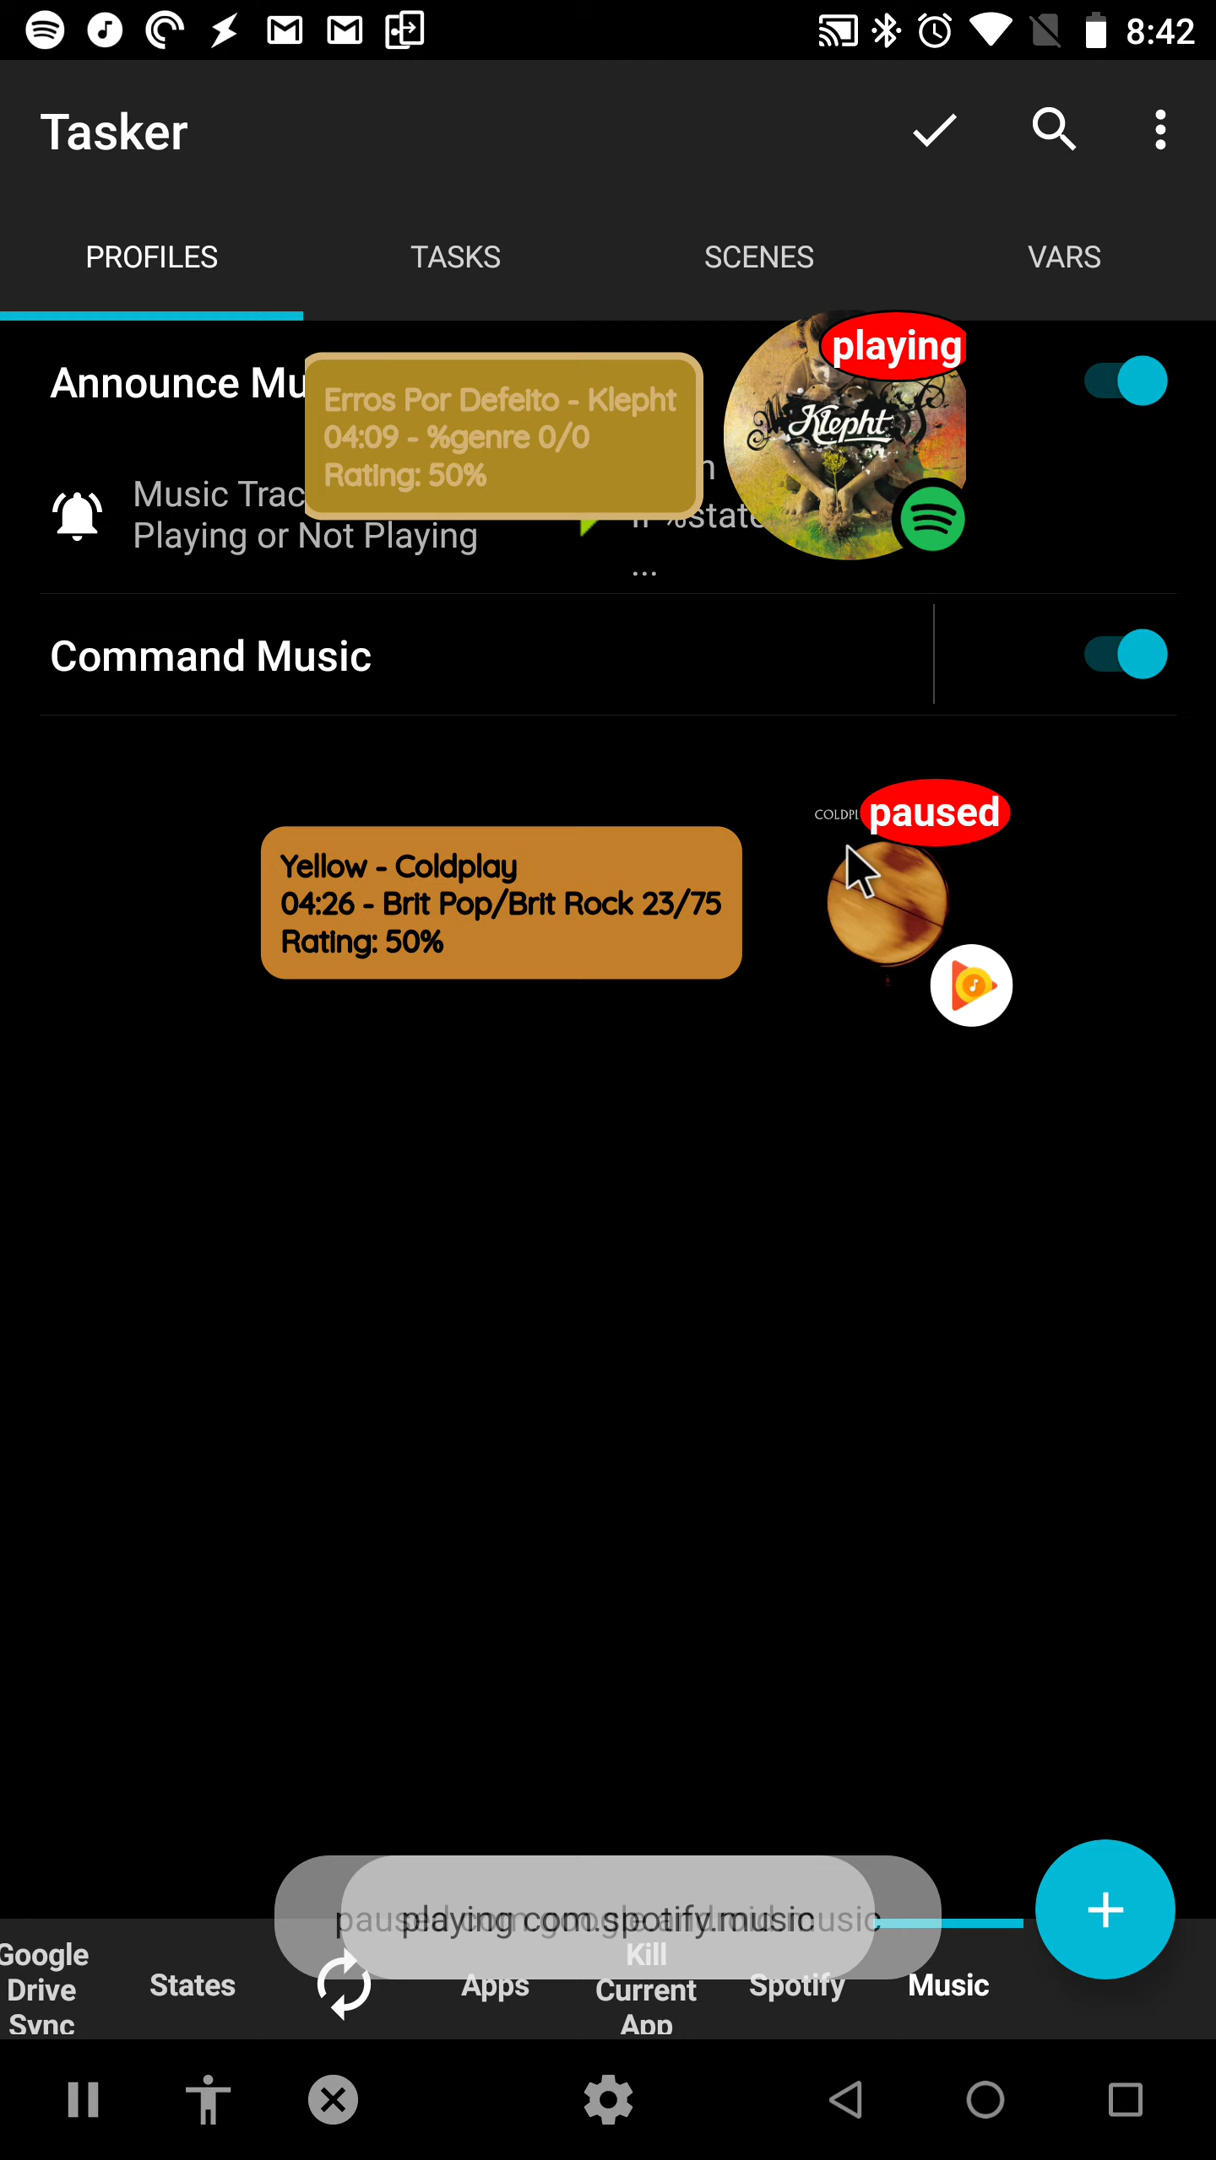 8:42
Tasker
PROFILES
TASKS
SCENES
VARS
playing
Announce Mu
Erros Por Defeito - Klepht
04:09 - %genre 0/0
Rating: 50%
Klepht
n
Music Trac
Playing or Not Playing
%state
...
Command Music
COLDPL
paused
Yellow - Coldplay
04:26 - Brit Pop/Brit Rock 23/75
Rating: 50%
playing com.spotify.music
Google
Drive
Sync
States
Apps
Kill
Current
App
Spotify
Music